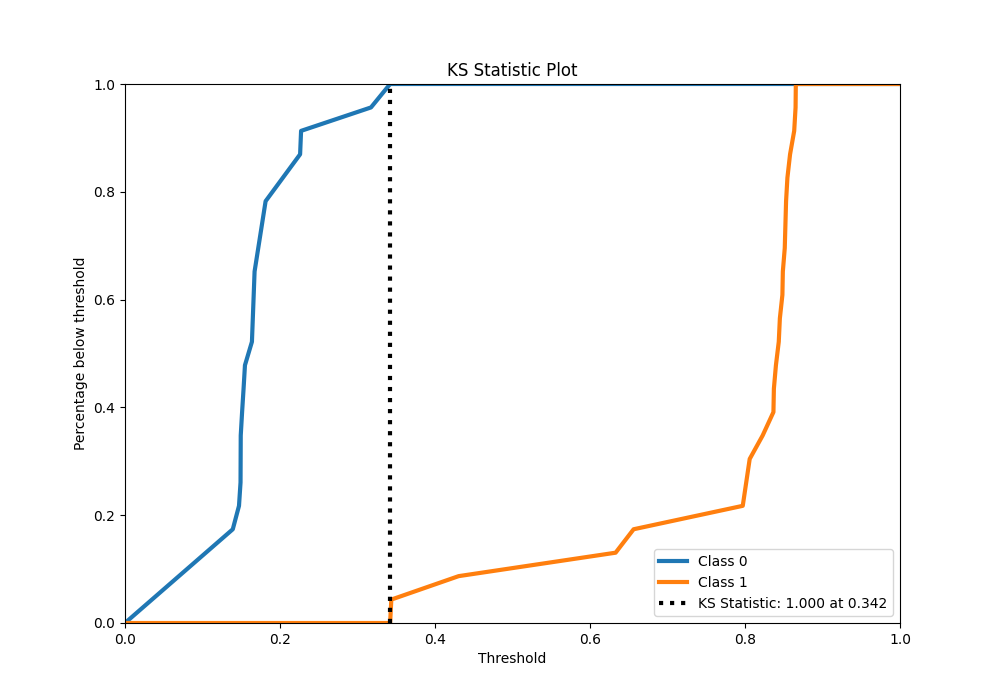 KS Statistic Plot
Percentage below threshold
1.0
0.8
0.6
0.4
0.2
0.0
0.0 0.2 0.4 0.6 0.8 1.0
Threshold
Class 0
Class 1
KS Statistic: 1.000 at 0.342